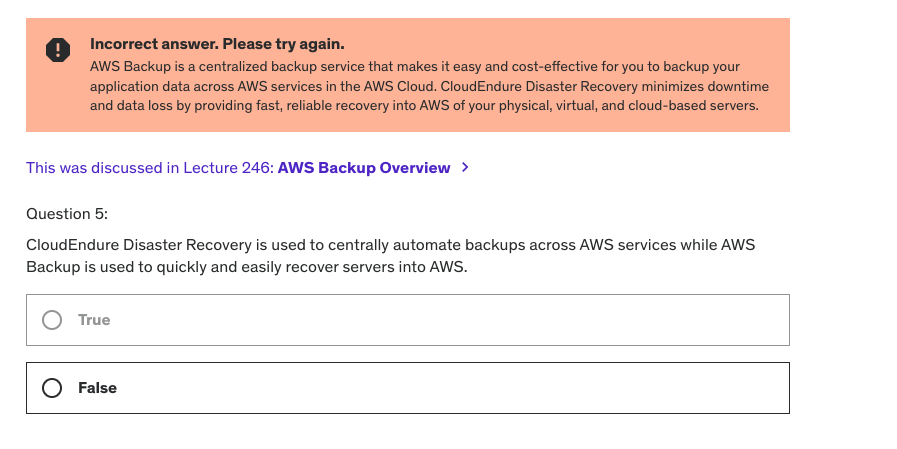 Incorrect answer. Please try again.
AWS Backup is a centralized backup service that makes it easy and cost-effective for you to backup your
application data across AWS services in the AWS Cloud. CloudEndure Disaster Recovery minimizes downtime
and data loss by providing fast, reliable recovery into AWS of your physical, virtual, and cloud-based servers.
This was discussed in Lecture 246: AWS Backup Overview
Question 5:
CloudEndure Disaster Recovery is used to centrally automate backups across AWS services while AWS
Backup is used to quickly and easily recover servers into AWS.
True
False